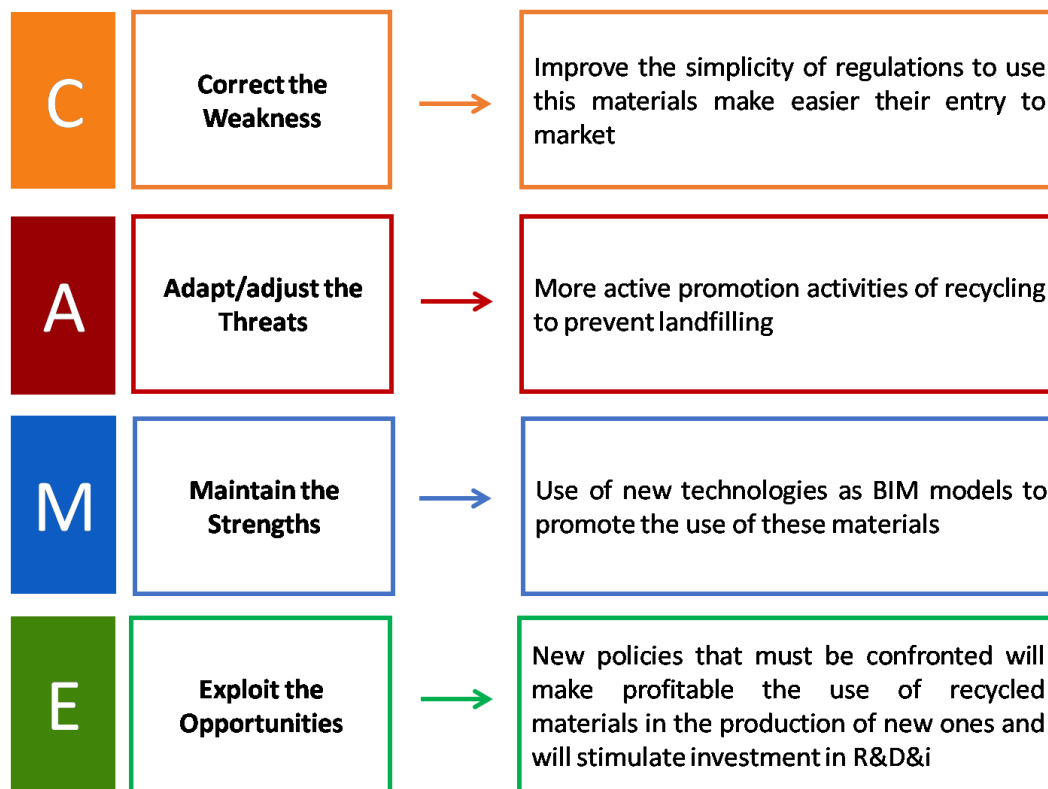 C
Correct the
Weakness
Improve the simplicity of regulations to use
this materials make easier their entry to
market
A
Adapt/adjust the
Threats
More active promotion activities of recycling
to prevent landfilling
M
Maintain the
Strengths
Use of new technologies as BIM models to
promote the use of these materials
E
Exploit the
Opportunities
New policies that must be confronted will
make profitable the use of recycled
materials in the production of new ones and
will stimulate investment in R&D&i